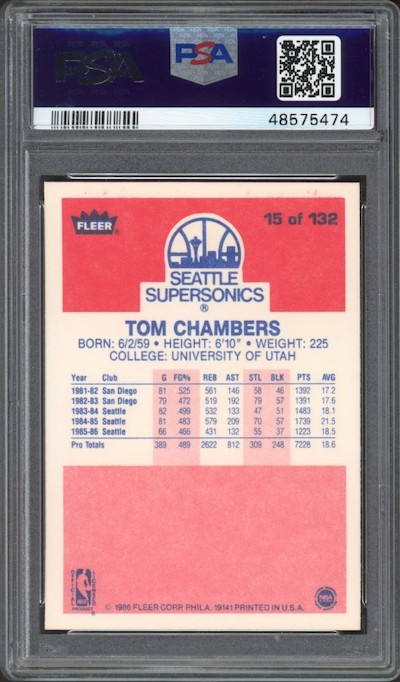 PSA
PSA
48575474
FLEER
15 of 132
SEATTLE
SUPERSONICS
®
TOM CHAMBERS
BORN: 6/2/59 • HEIGHT: 6'10" • WEIGHT: 225
COLLEGE: UNIVERSITY OF UTAH
Year Club G FG% REB AST STL BLK PTS AVG
1981-82 San Diego 81 .525 561 146 58 46 1392 17.2
1982-83 San Diego 79 .472 519 192 79 57 1391 17.6
1983-84 Seattle 82 .499 532 133 47 51 1483 18.1
1984-85 Seattle 81 .483 579 209 70 57 1739 21.5
1985-86 Seattle 66 .466 431 132 55 37 1223 18.5
Pro Totals 389 .489 2622 812 309 248 7228 18.6
OFFICIAL NBA LICENSED
PRODUCT
© 1986 FLEER CORP. PHILA. 19141 PRINTED IN U.S.A.